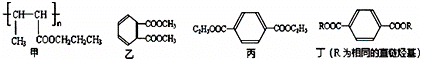 [CH—CH]n
CH₃ COOCH₂CH₂CH₃
甲
COOCH₃
COOCH₃
乙
C₂H₅OOC COOC₂H₅
丙
ROOC COOR
丁（R 为相同的直链烃基）